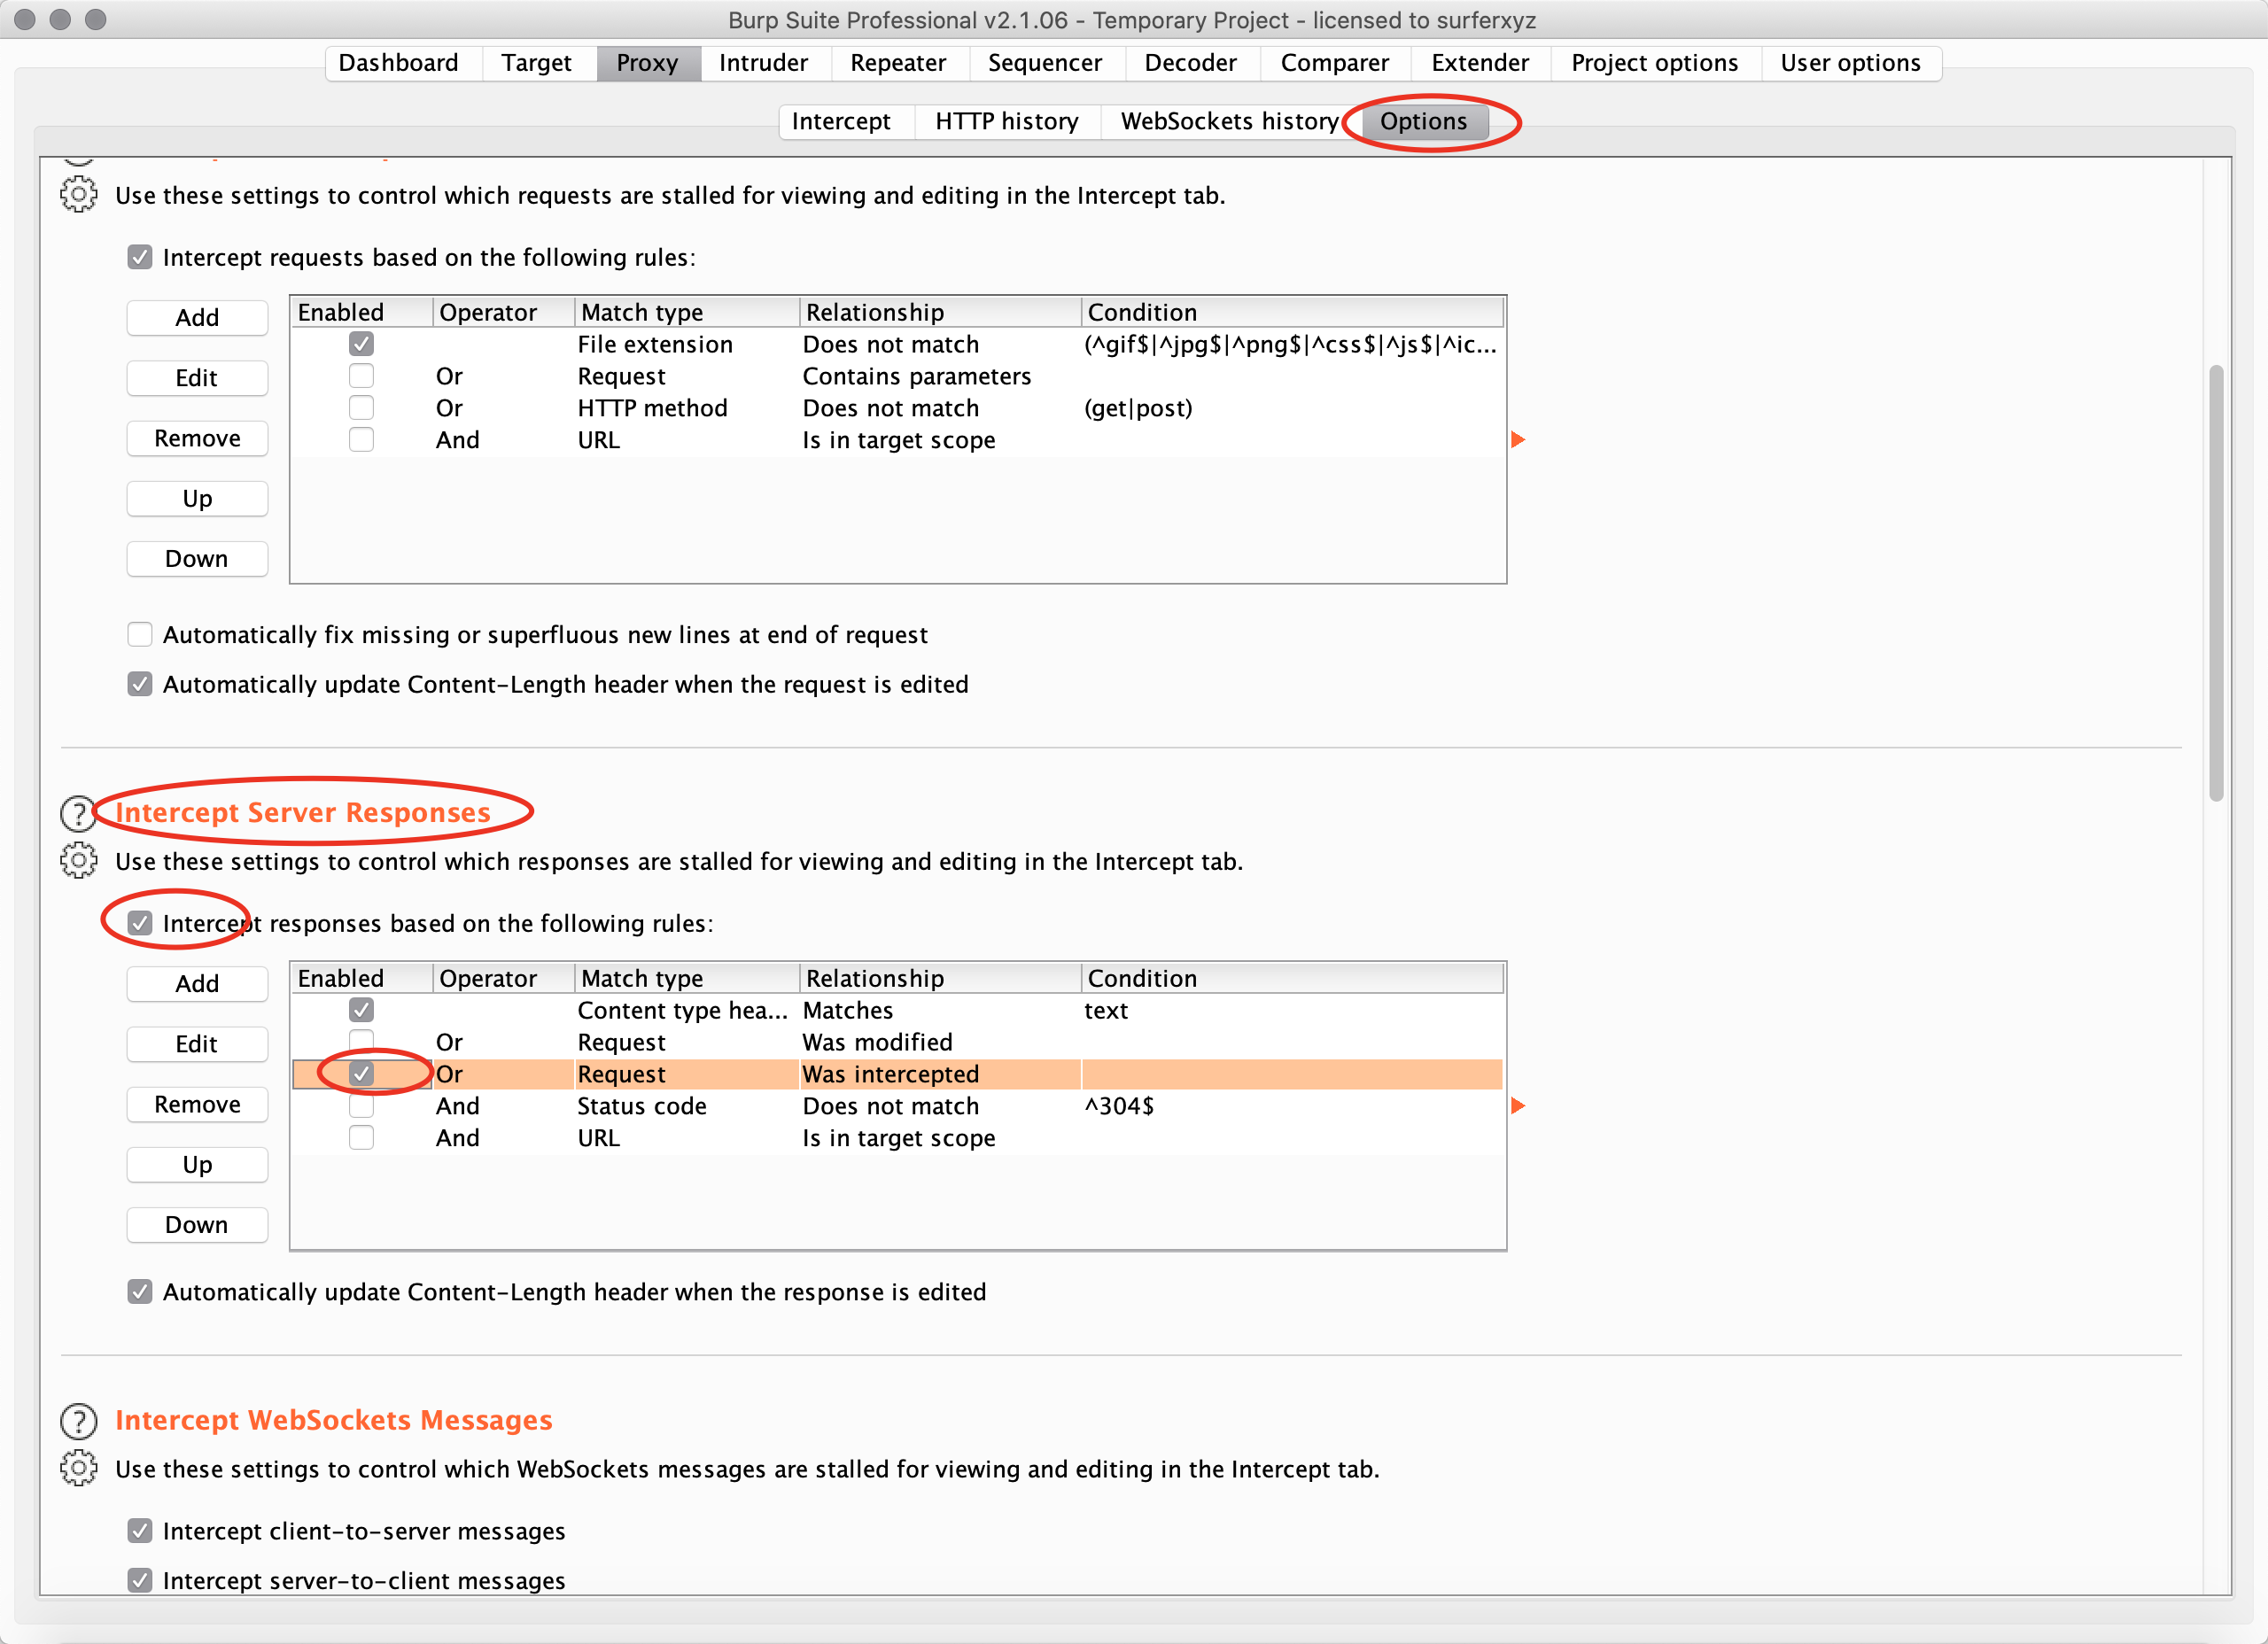 Burp Suite Professional v2.1.06 - Temporary Project - licensed to surferxyz
Dashboard Target Proxy Intruder Repeater Sequencer Decoder Comparer Extender Project options User options
Intercept HTTP history WebSockets history Options
Use these settings to control which requests are stalled for viewing and editing in the Intercept tab.
Intercept requests based on the following rules:
Add
Edit
Remove
Up
Down
Enabled Operator Match type Relationship Condition
File extension Does not match (^gif$|^jpg$|^png$|^css$|^js$|^ic...
Or Request Contains parameters
Or HTTP method Does not match (get|post)
And URL Is in target scope
Automatically fix missing or superfluous new lines at end of request
Automatically update Content-Length header when the request is edited
? Intercept Server Responses
Use these settings to control which responses are stalled for viewing and editing in the Intercept tab.
Intercept responses based on the following rules:
Add
Edit
Remove
Up
Down
Enabled Operator Match type Relationship Condition
Content type hea... Matches text
Or Request Was modified
Or Request Was intercepted
And Status code Does not match ^304$
And URL Is in target scope
Automatically update Content-Length header when the response is edited
? Intercept WebSockets Messages
Use these settings to control which WebSockets messages are stalled for viewing and editing in the Intercept tab.
Intercept client-to-server messages
Intercept server-to-client messages